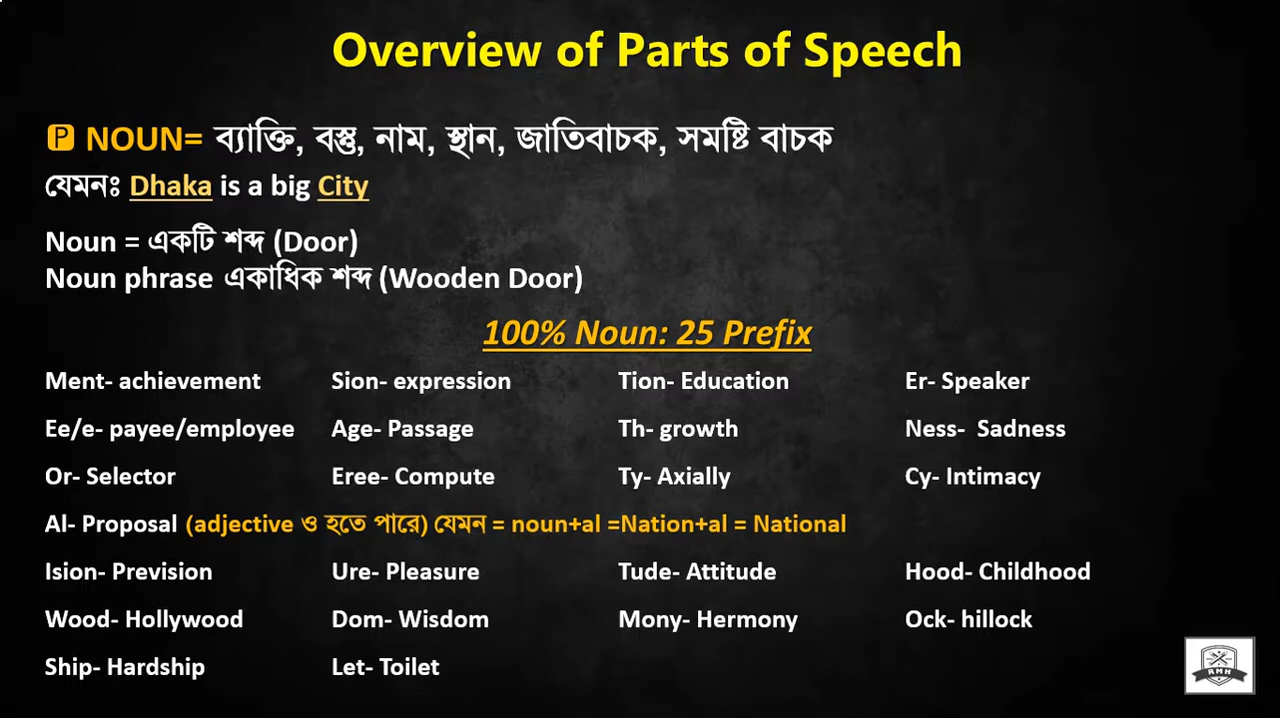 Overview of Parts of Speech
🅿 NOUN= ব্যাক্তি, বস্তু, নাম, স্থান, জাতিবাচক, সমষ্টি বাচক
যেমনঃ Dhaka is a big City
Noun = একটি শব্দ (Door)
Noun phrase একাধিক শব্দ (Wooden Door)
100% Noun: 25 Prefix
Ment- achievement Sion- expression Tion- Education Er- Speaker
Ee/e- payee/employee Age- Passage Th- growth Ness- Sadness
Or- Selector Eree- Compute Ty- Axially Cy- Intimacy
Al- Proposal (adjective ও হতে পারে) যেমন = noun+al =Nation+al = National
Ision- Prevision Ure- Pleasure Tude- Attitude Hood- Childhood
Wood- Hollywood Dom- Wisdom Mony- Hermony Ock- hillock
Ship- Hardship Let- Toilet
RMH